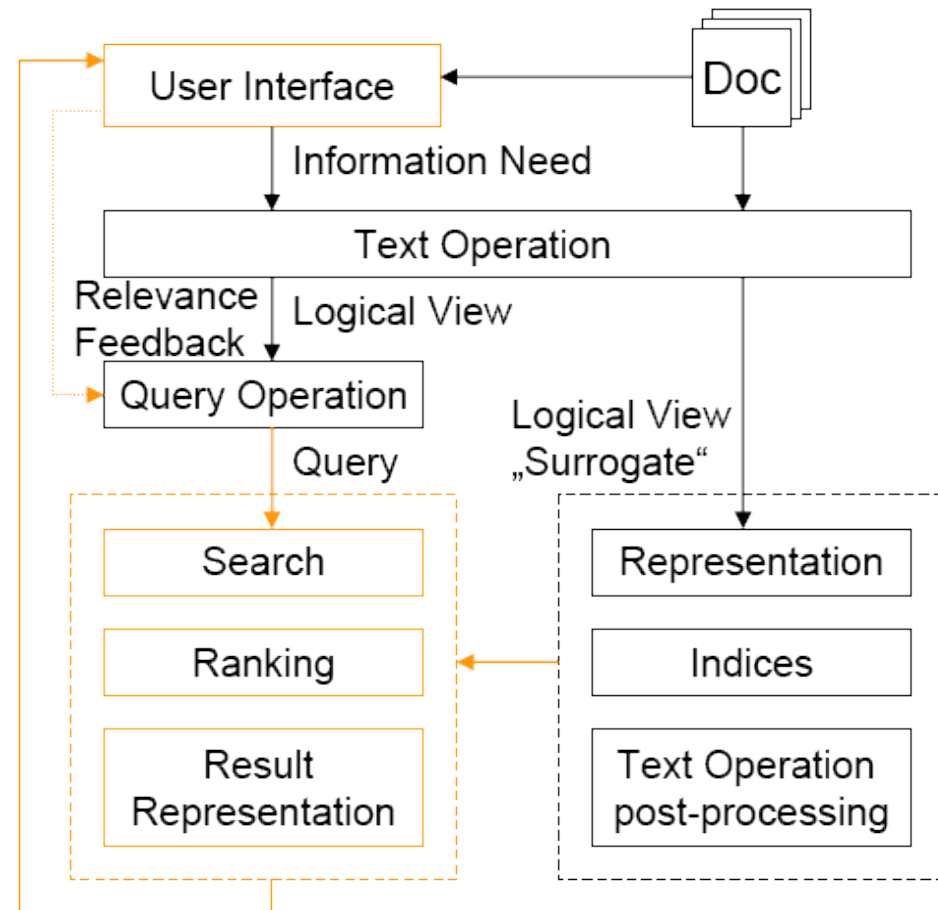 User Interface
Doc
Information Need
Text Operation
Relevance
Feedback
Logical View
Query Operation
Query
Logical View
„Surrogate“
Search
Ranking
Result
Representation
Representation
Indices
Text Operation
post-processing